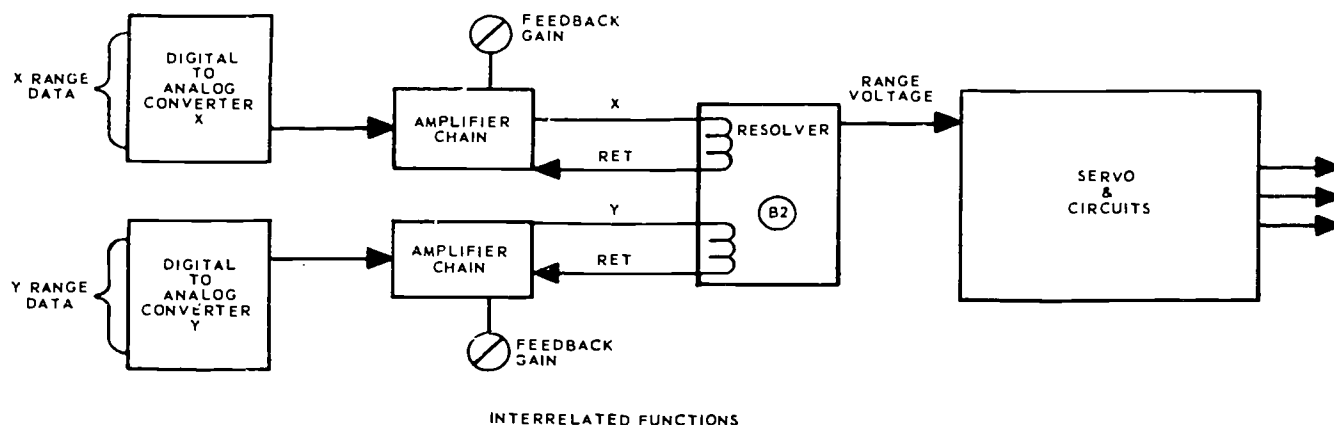 X RANGE
DATA
DIGITAL
TO
ANALOG
CONVERTER
X
FEEDBACK
GAIN
AMPLIFIER
CHAIN
X
RET
RESOLVER
B2
RANGE
VOLTAGE
SERVO
&
CIRCUITS
Y RANGE
DATA
DIGITAL
TO
ANALOG
CONVERTER
Y
AMPLIFIER
CHAIN
Y
RET
FEEDBACK
GAIN
INTERRELATED FUNCTIONS